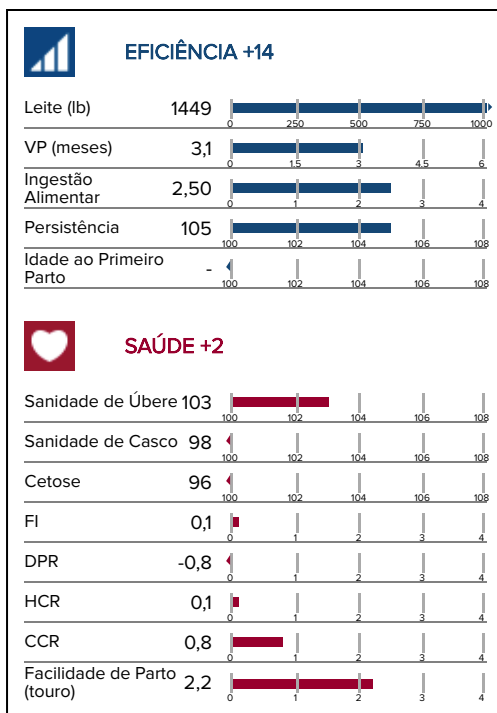 EFICIÊNCIA +14
Leite (lb) 1449
0 250 500 750 1000
VP (meses) 3,1
0 1.5 3 4.5 6
Ingestão
Alimentar 2,50
0 1 2 3 4
Persistência 105
100 102 104 106 108
Idade ao Primeiro
Parto -
100 102 104 106 108
SAÚDE +2
Sanidade de Úbere 103
100 102 104 106 108
Sanidade de Casco 98
100 102 104 106 108
Cetose 96
100 102 104 106 108
FI 0,1
0 1 2 3 4
DPR -0,8
0 1 2 3 4
HCR 0,1
0 1 2 3 4
CCR 0,8
0 1 2 3 4
Facilidade de Parto
(touro) 2,2
0 1 2 3 4